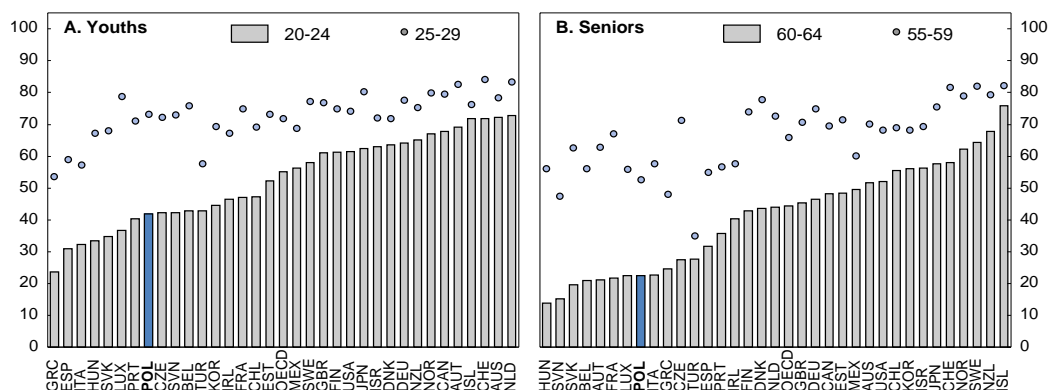 A. Youths
20-24
25-29
100
90
80
70
60
50
40
30
20
10
0
GRC
ESP
ITA
HUN
SVK
LUX
PRT
POL
CZE
SVN
BEL
TUR
KOR
IRL
FRA
CHL
EST
OECD
MEX
SWE
GBR
FIN
USA
JPN
ISR
DNK
DEU
NZL
NOR
CAN
AUT
ISL
CHE
AUS
NLD
B. Seniors
60-64
55-59
100
90
80
70
60
50
40
30
20
10
0
HUN
SVN
SVK
BEL
AUT
FRA
LUX
POL
ITA
GRC
CZE
TUR
ESP
PRT
IRL
FIN
DNK
NLD
OECD
GBR
DEU
EST
MEX
AUS
USA
CHL
KOR
ISR
JPN
CHE
NOR
SWE
NZL
ISL